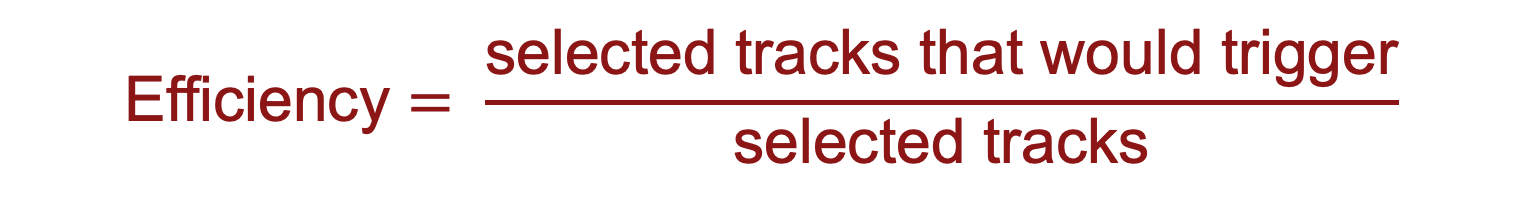 selected tracks that would trigger
Efficiency =
selected tracks